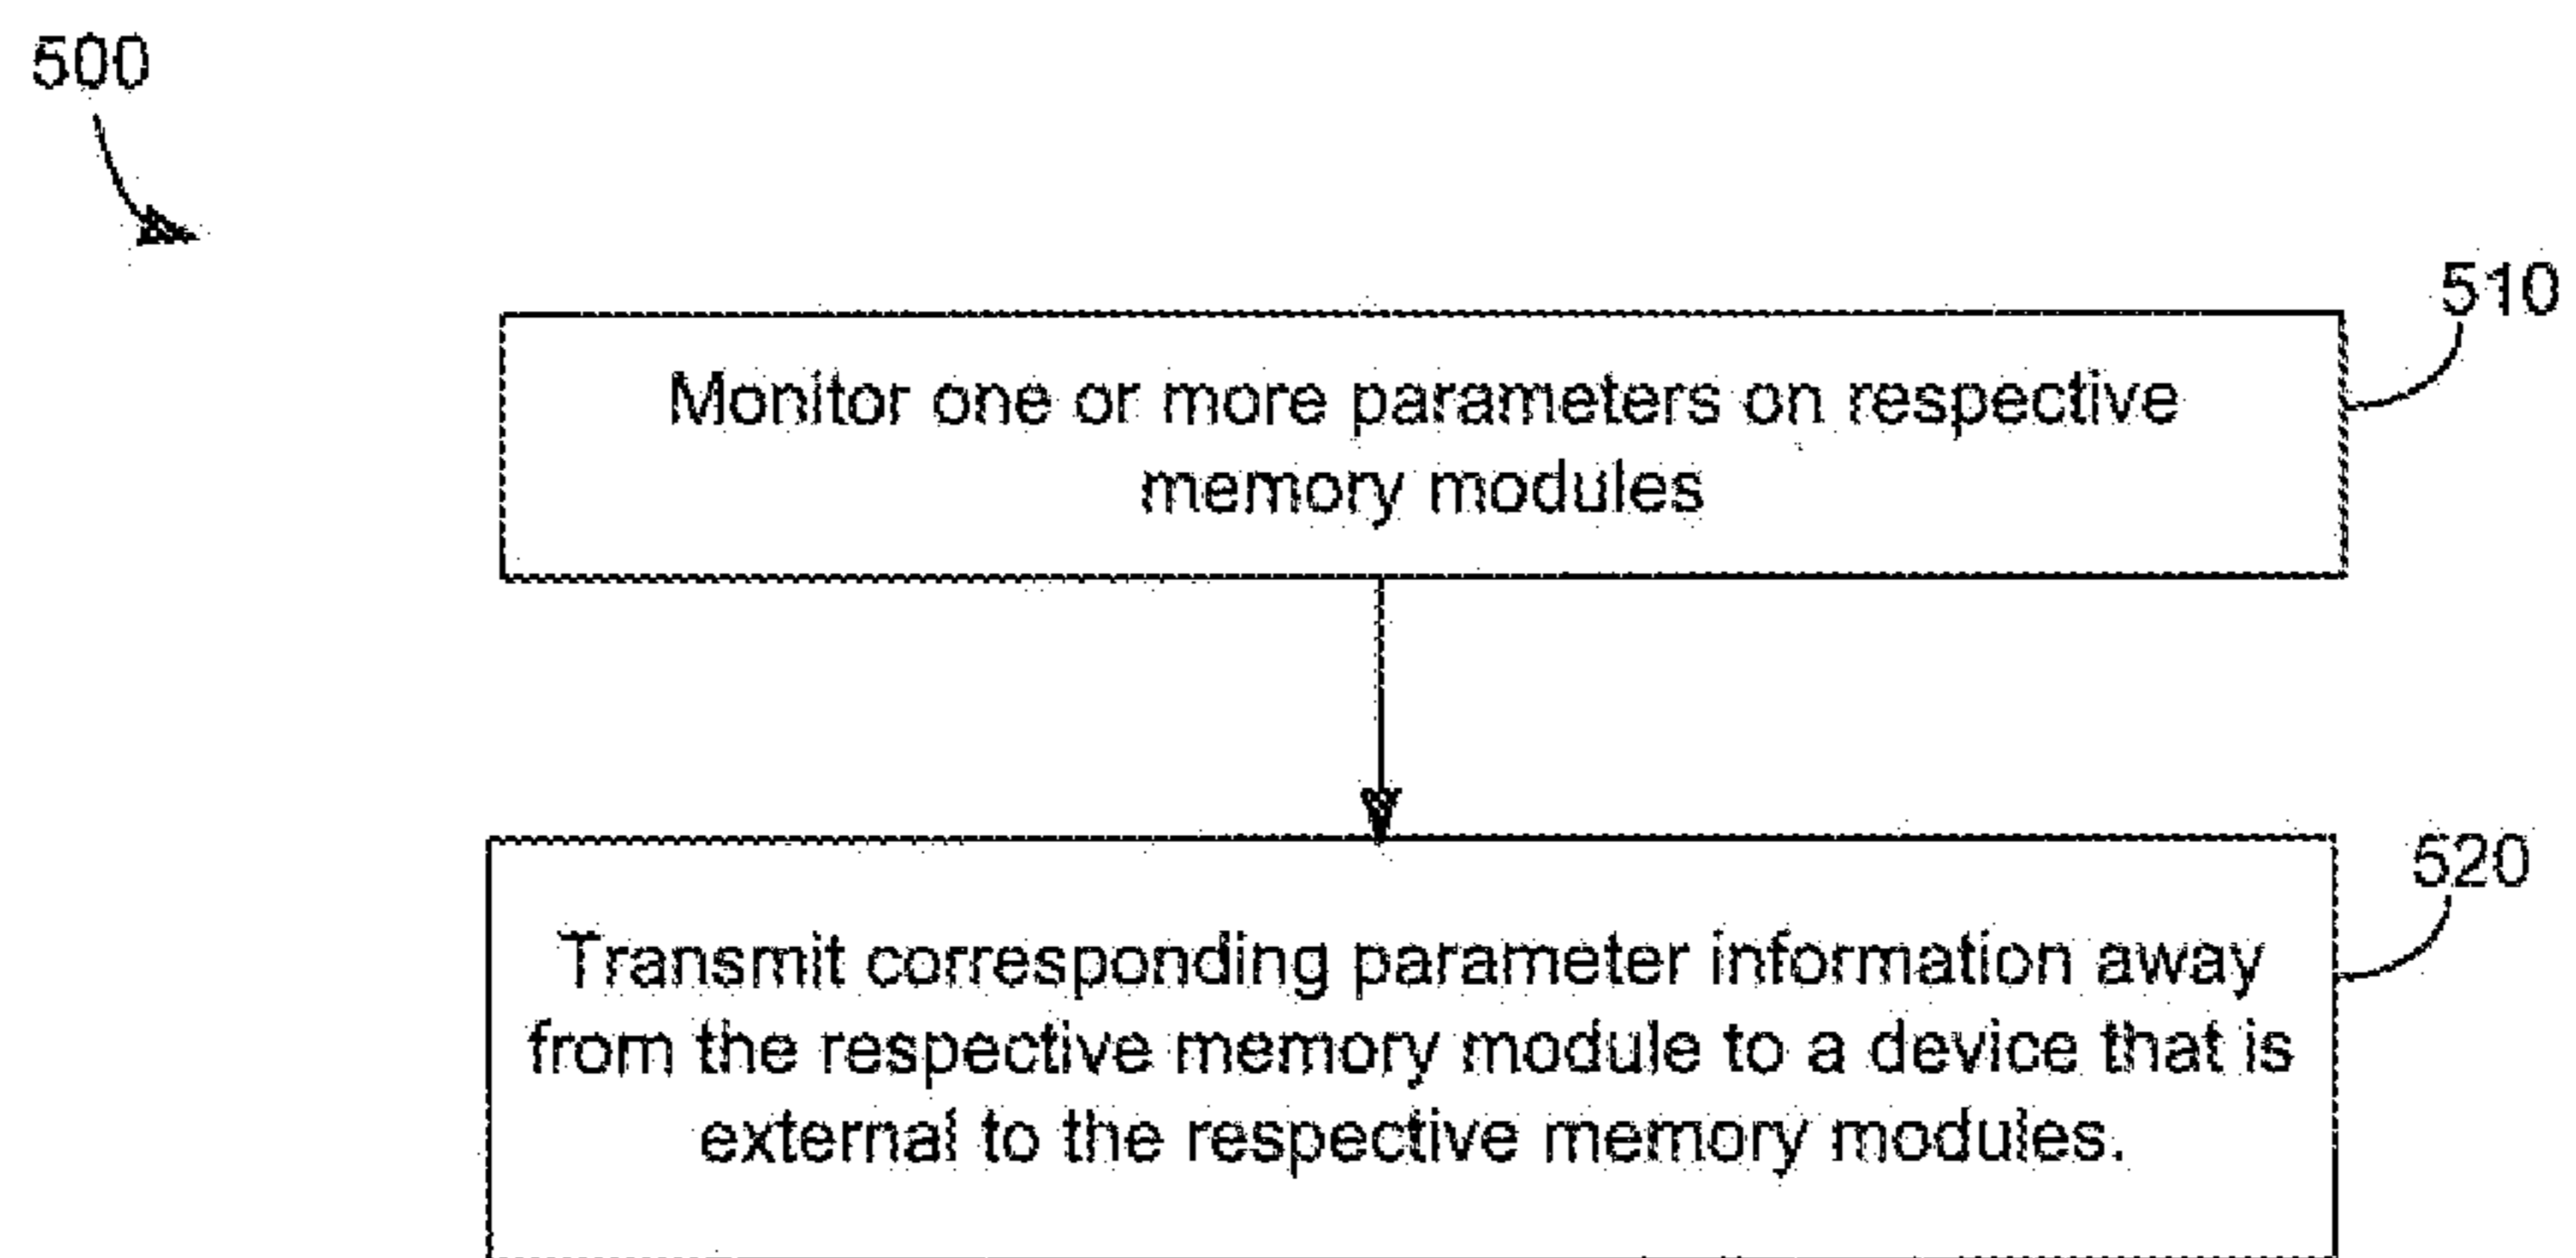 500
510
Monitor one or more parameters on respective
memory modules
520
Transmit corresponding parameter information away
from the respective memory module to a device that is
external to the respective memory modules.